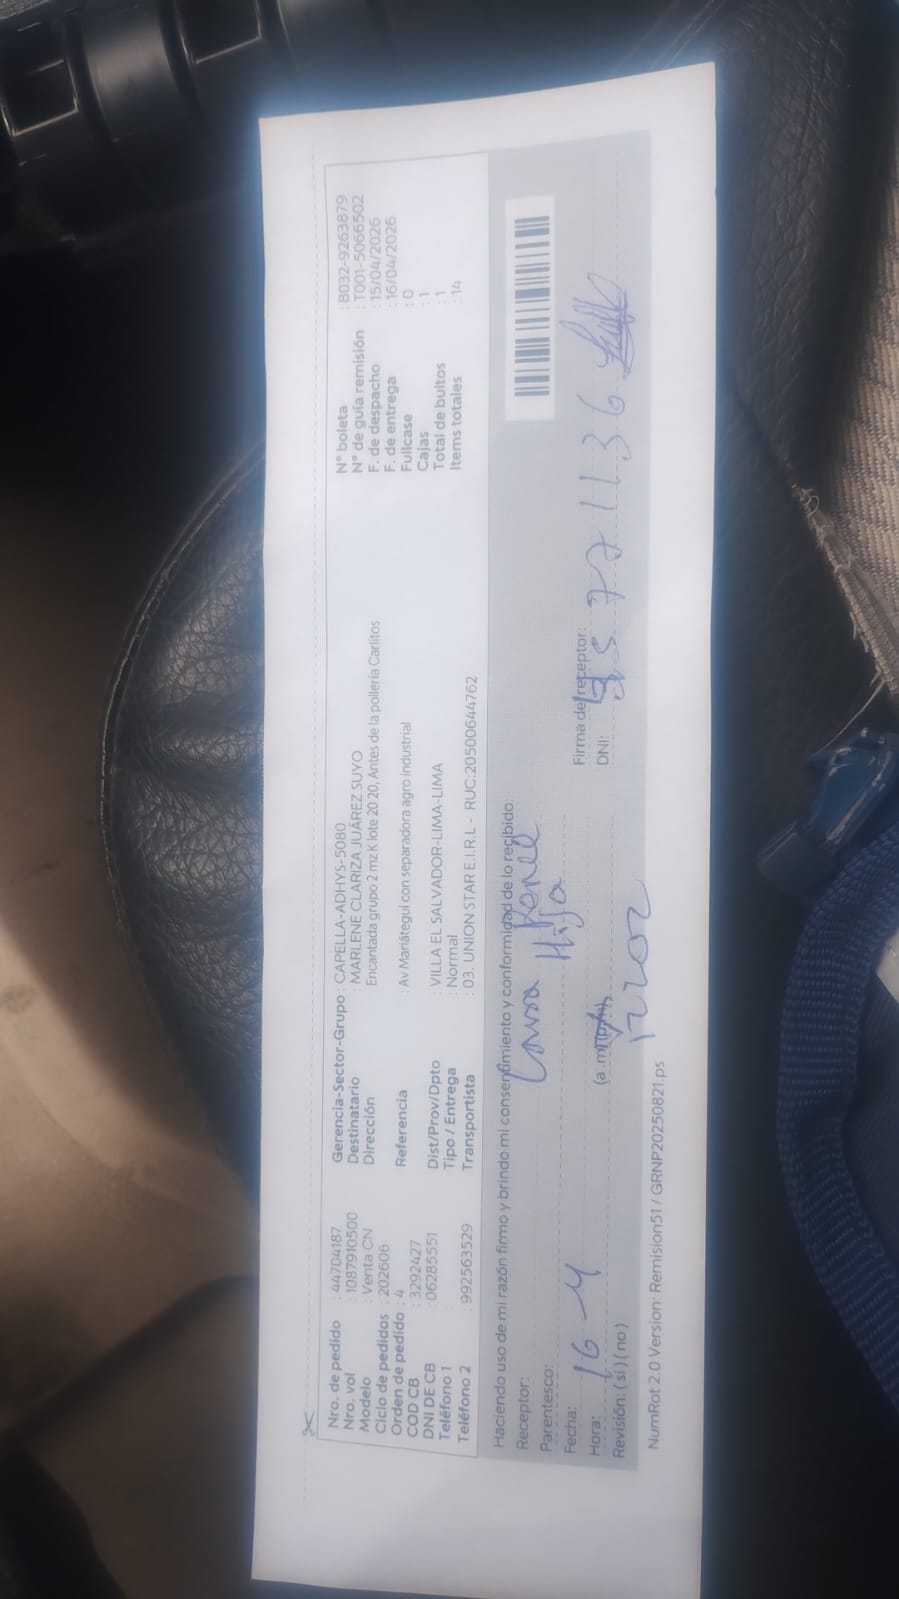 Nro. de pedido : 44704187
Nro. vol : 1087910500
Modelo : Venta CN
Ciclo de pedidos : 202606
Orden de pedido : 4
COD CB : 3292427
DNI DE CB : 06285551
Teléfono 1 :
Teléfono 2 : 992563529
Gerencia-Sector-Grupo : CAPELLA-ADHYS-5080
Destinatario : MARLENE CLARIZA JUÁREZ SUYO
Dirección Encantada grupo 2 mz K lote 20 20, Antes de la pollería Carlitos
Referencia : Av Mariátegui con separadora agro industrial
Dist/Prov/Dpto : VILLA EL SALVADOR-LIMA-LIMA
Tipo / Entrega : Normal
Transportista : 03. UNION STAR E.I.R.L - RUC:20500644762
N° boleta : B032-9263879
N° de guía remisión : T001-5066502
F. de despacho : 15/04/2026
F. de entrega : 16/04/2026
Fullcase : 0
Cajas : 1
Total de bultos : 1
Items totales : 14
Haciendo uso de mi razón firmo y brindo mi consentimiento y conformidad de lo recibido:
Receptor:
Parentesco: Hija
Fecha: 16-4
Hora: (a.m)(p.m)
Revisión: (si)(no)
Firma de receptor:
DNI: 771136
NumRot 2.0 Version: Remision51 / GRNP20250821.ps